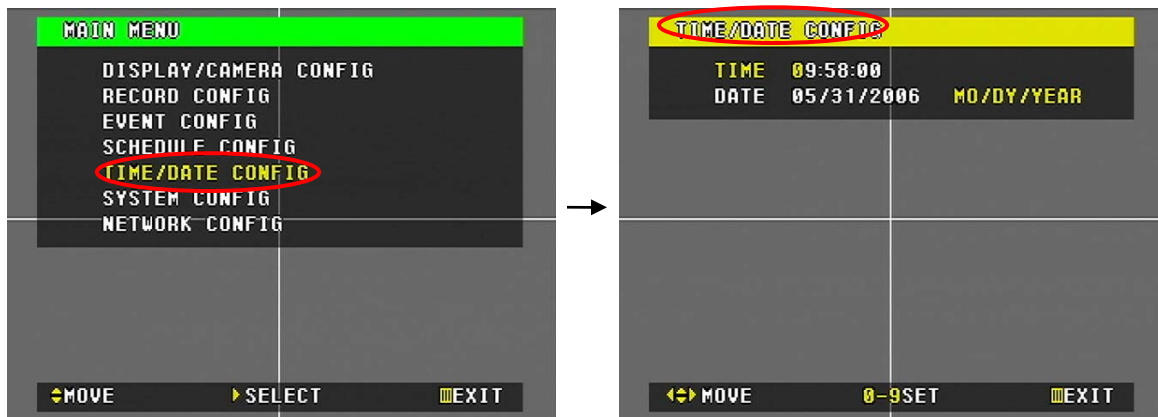 MAIN MENU
DISPLAY/CAMERA CONFIG
RECORD CONFIG
EVENT CONFIG
SCHEDULE CONFIG
TIME/DATE CONFIG
SYSTEM CONFIG
NETWORK CONFIG
MOVE SELECT EXIT
TIME/DATE CONFIG
TIME 09:58:00
DATE 05/31/2006 MO/DY/YEAR
MOVE 0-9SET EXIT